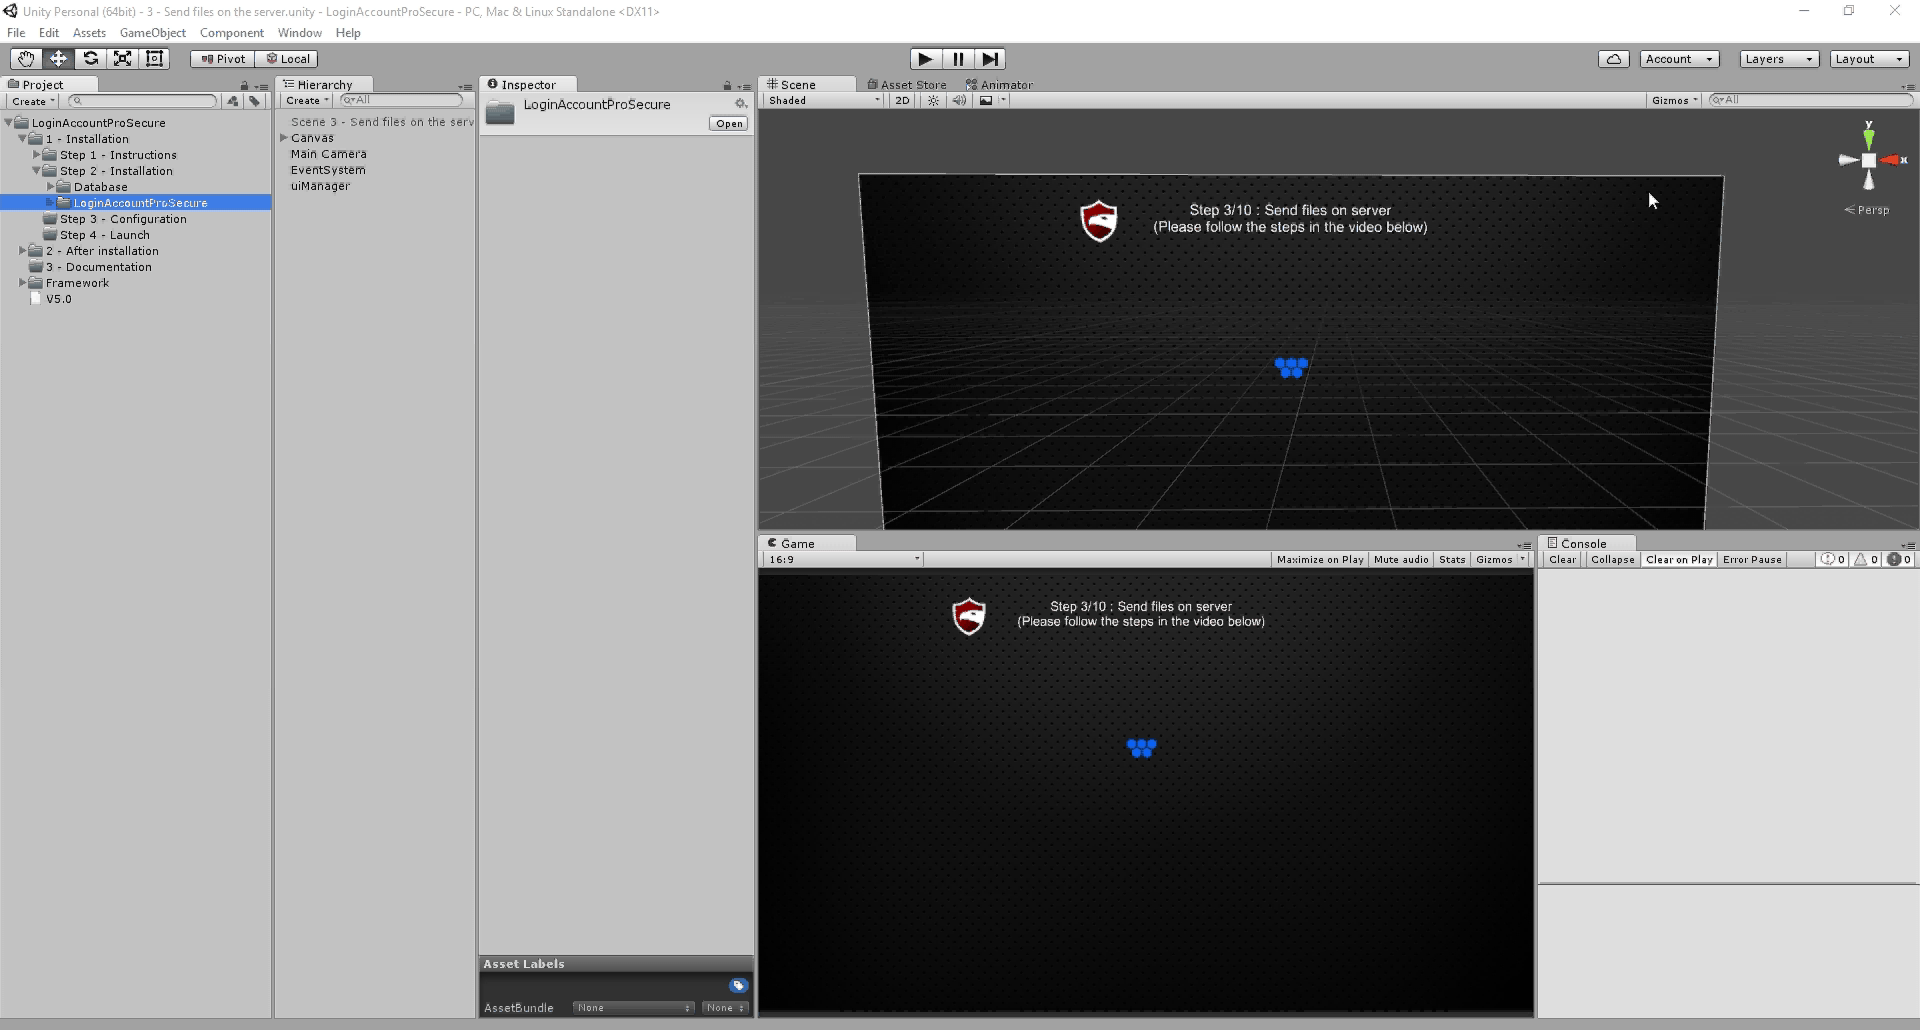 Unity Personal (64bit) - 3 - Send files on the server.unity - LoginAccountProSecure - PC, Mac & Linux Standalone <DX11>
File Edit Assets GameObject Component Window Help
Pivot Local Account Layers Layout
Project
Create
LoginAccountProSecure
1 - Installation
Step 1 - Instructions
Step 2 - Installation
Database
LoginAccountProSecure
Step 3 - Configuration
Step 4 - Launch
2 - After installation
3 - Documentation
Framework
V5.0
Hierarchy
Create All
Scene 3 - Send files on the serv
Canvas
Main Camera
EventSystem
uiManager
Inspector
LoginAccountProSecure
Open
Asset Labels
AssetBundle None None
Scene Asset Store Animator
Shaded 2D Gizmos All
y
x
Persp
Step 3/10 : Send files on server
(Please follow the steps in the video below)
Game
16:9 Maximize on Play Mute audio Stats Gizmos
Step 3/10 : Send files on server
(Please follow the steps in the video below)
Console
Clear Collapse Clear on Play Error Pause 0 0 0